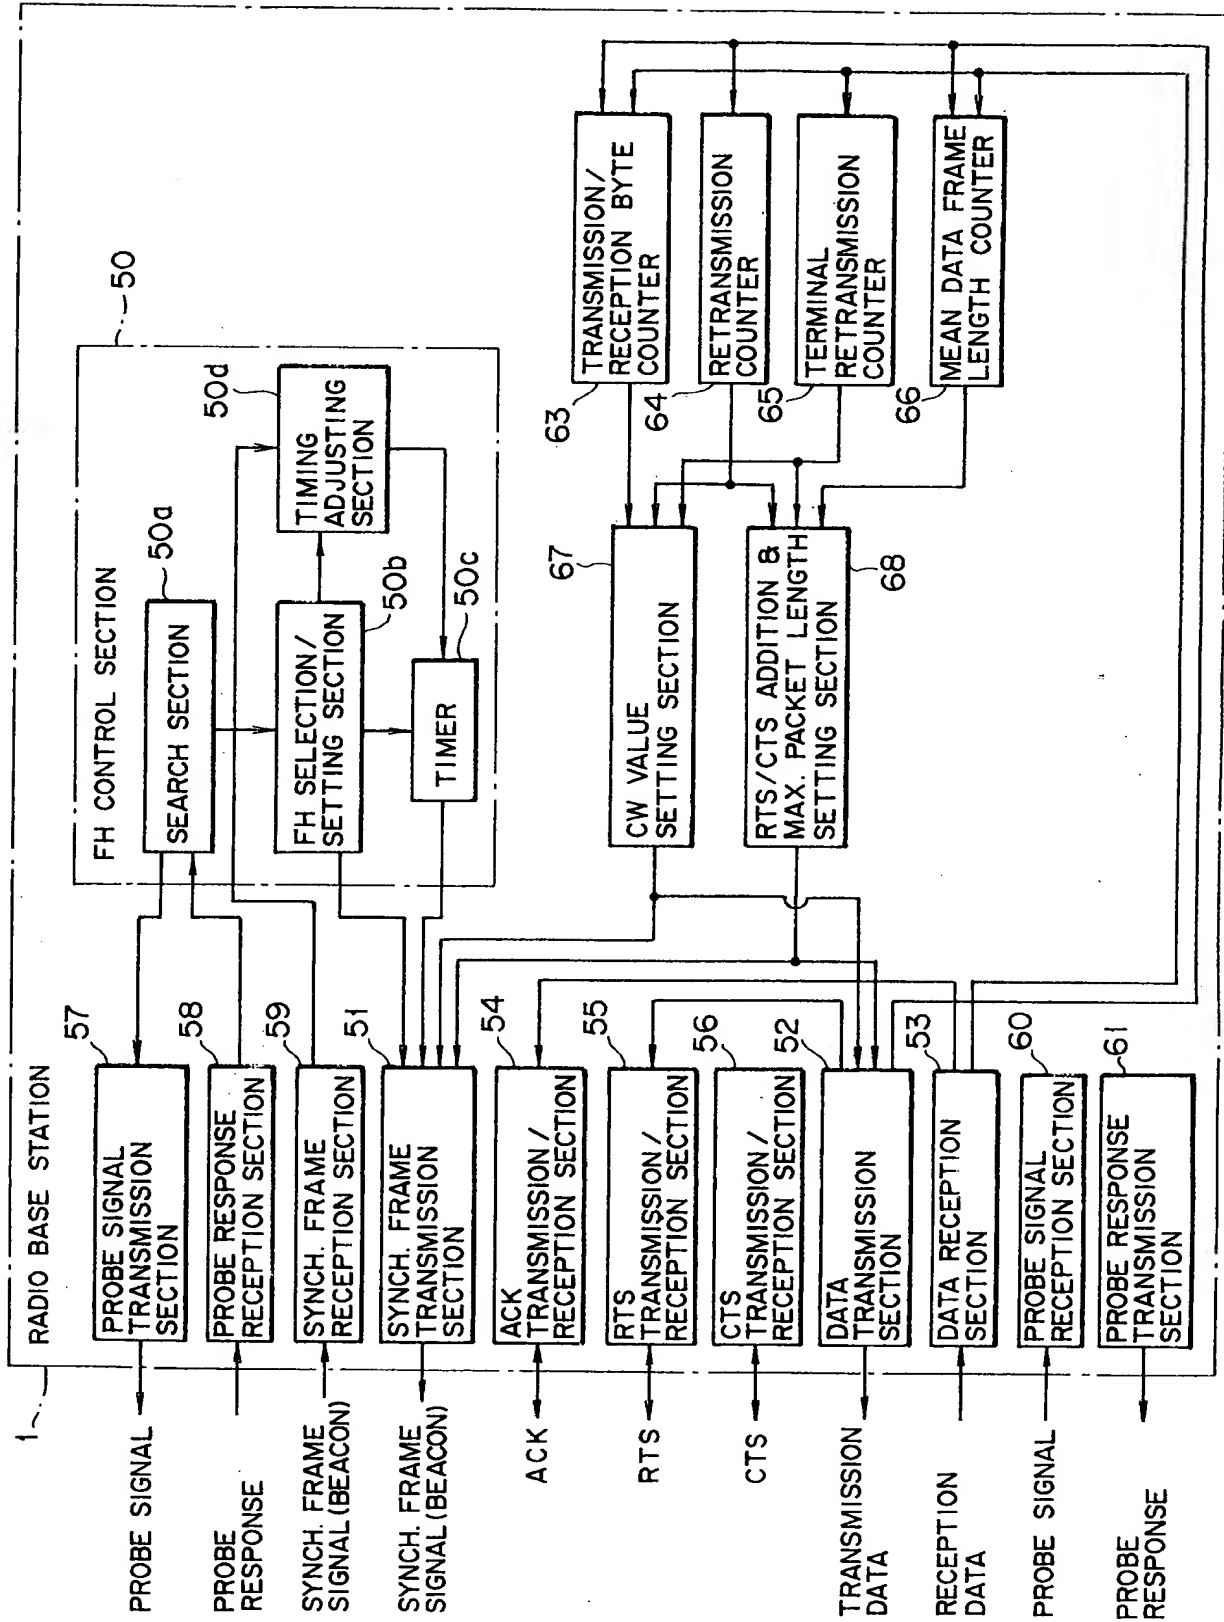 RADIO BASE STATION
1
FH CONTROL SECTION
50
SEARCH SECTION
50a
FH SELECTION/
SETTING SECTION
50b
TIMER
50c
TIMING
ADJUSTING
SECTION
50d
PROBE SIGNAL
PROBE SIGNAL
TRANSMISSION
SECTION
57
PROBE
RESPONSE
PROBE RESPONSE
RECEPTION SECTION
58
SYNCH. FRAME
SIGNAL (BEACON)
SYNCH. FRAME
RECEPTION SECTION
59
SYNCH. FRAME
SIGNAL (BEACON)
SYNCH. FRAME
TRANSMISSION
SECTION
51
ACK
ACK
TRANSMISSION/
RECEPTION SECTION
54
RTS
RTS
TRANSMISSION/
RECEPTION SECTION
55
CTS
CTS
TRANSMISSION/
RECEPTION SECTION
56
TRANSMISSION
DATA
DATA
TRANSMISSION
SECTION
52
RECEPTION
DATA
DATA RECEPTION
SECTION
53
PROBE SIGNAL
PROBE SIGNAL
RECEPTION SECTION
60
PROBE
RESPONSE
PROBE RESPONSE
TRANSMISSION
SECTION
61
CW VALUE
SETTING SECTION
67
RTS/CTS ADDITION &
MAX. PACKET LENGTH
SETTING SECTION
68
TRANSMISSION/
RECEPTION BYTE
COUNTER
63
RETRANSMISSION
COUNTER
64
TERMINAL
RETRANSMISSION
COUNTER
65
MEAN DATA FRAME
LENGTH COUNTER
66